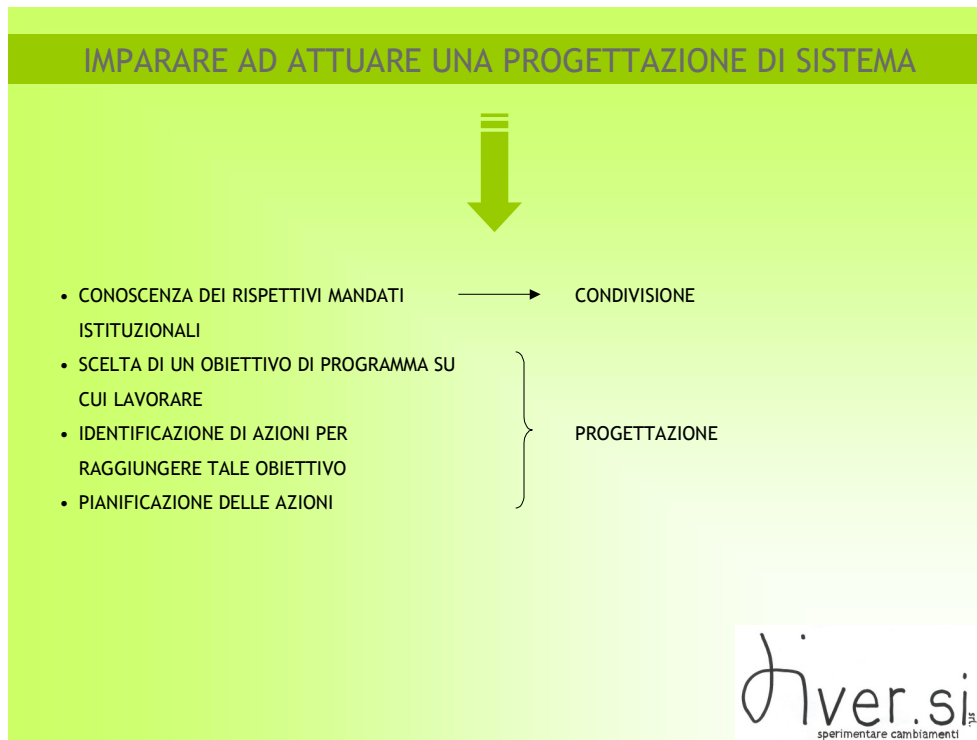 IMPARARE AD ATTUARE UNA PROGETTAZIONE DI SISTEMA
• CONOSCENZA DEI RISPETTIVI MANDATI
ISTITUZIONALI
CONDIVISIONE
• SCELTA DI UN OBIETTIVO DI PROGRAMMA SU
CUI LAVORARE
• IDENTIFICAZIONE DI AZIONI PER
RAGGIUNGERE TALE OBIETTIVO
• PIANIFICAZIONE DELLE AZIONI
PROGETTAZIONE
diver.si srl
sperimentare cambiamenti